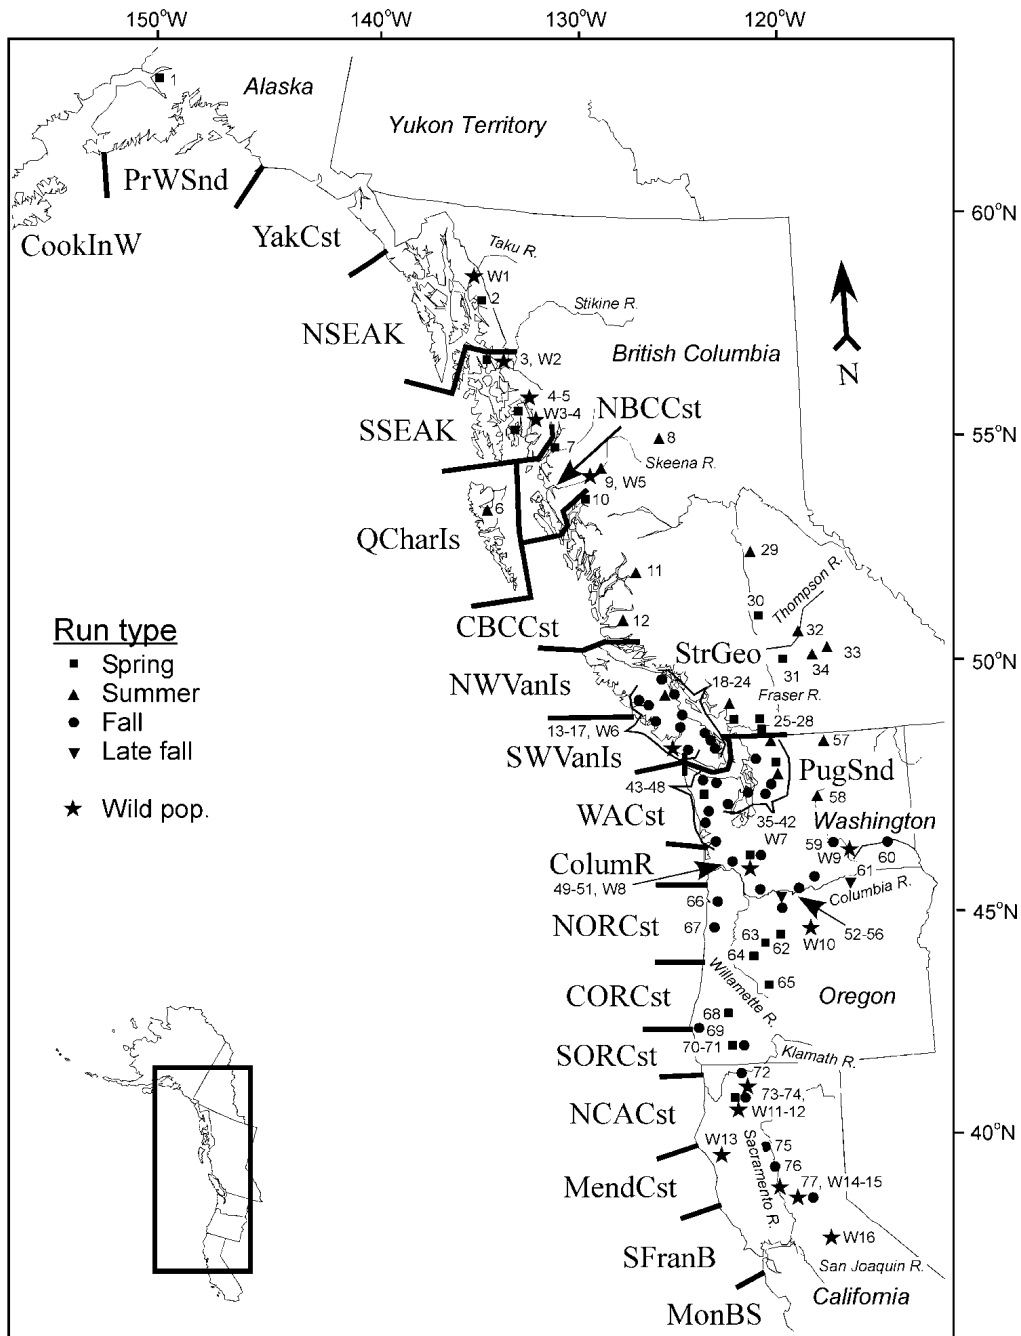 150°W
140°W
130°W
120°W
1
Alaska
Yukon Territory
PrWSnd
CookInW
YakCst
60°N
Taku R.
W1
2
Stikine R.
NSEAK
British Columbia
N
3, W2
4-5
W3-4
NBCCst
SSEAK
7
8
55°N
Skeena R.
9, W5
10
6
QCharIs
29
11
30
Thompson R.
12
32
CBCCst
33
34
31
StrGeo
50°N
18-24
Fraser R.
NWVanIs
25-28
13-17, W6
57
SWVanIs
PugSnd
43-48
58
WACst
35-42
W7
Washington
59
W9
60
ColumR
61
49-51, W8
Columbia R.
66
45°N
NORCst
67
63
62
W10
52-56
64
65
Willamette R.
CORCst
Oregon
68
69
SORCst
70-71
Klamath R.
72
73-74,
W11-12
NCACst
40°N
W13
75
76
Sacramento R.
MendCst
77, W14-15
W16
SFranB
San Joaquin R.
MonBS
California
Run type
Spring
Summer
Fall
Late fall
Wild pop.